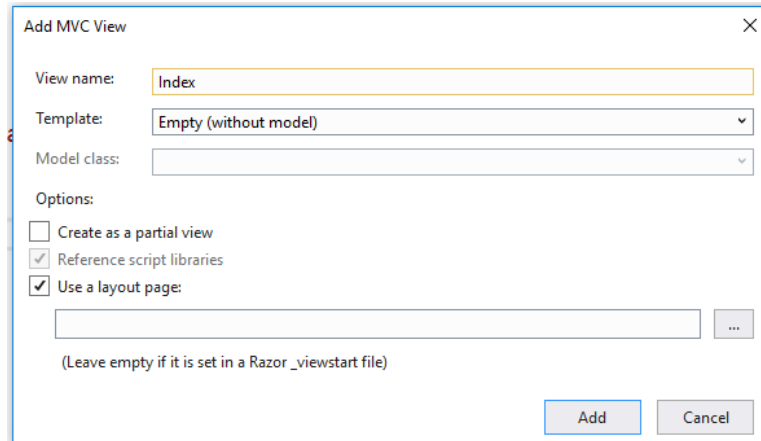 Add MVC View
View name: Index
Template: Empty (without model)
Model class:
Options:
Create as a partial view
Reference script libraries
Use a layout page:
...
(Leave empty if it is set in a Razor _viewstart file)
Add Cancel